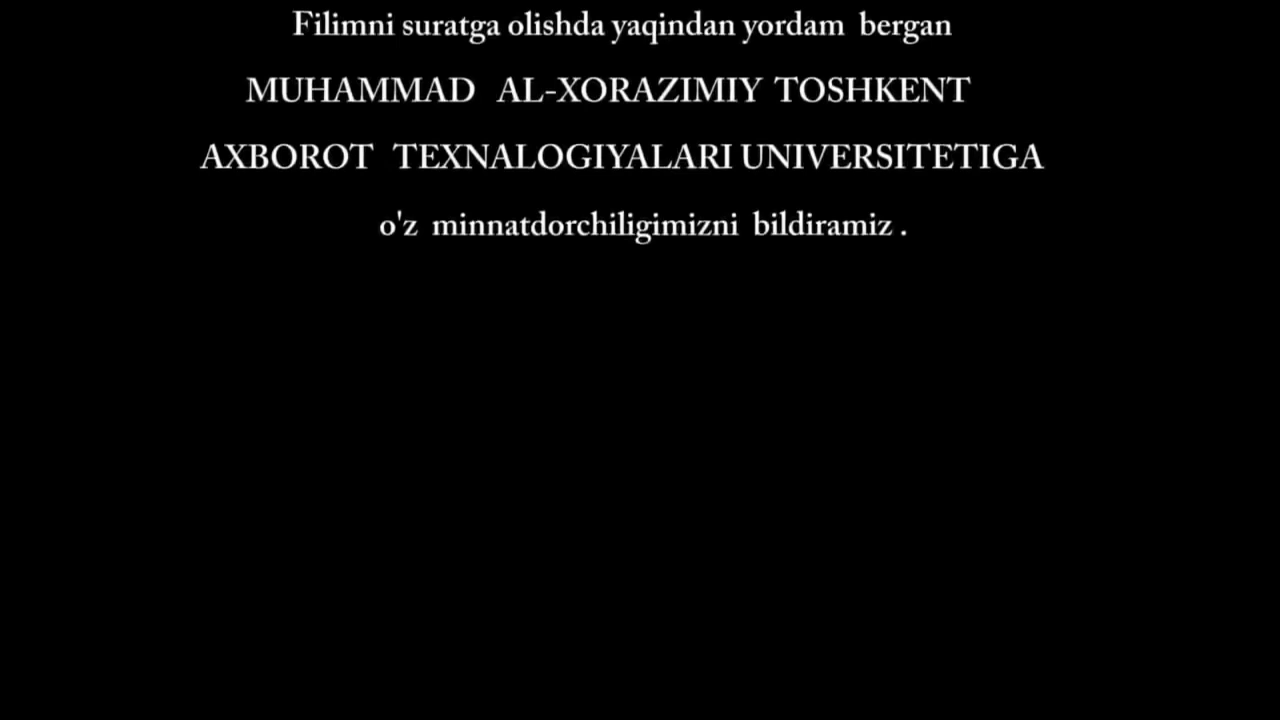 Filimni suratga olishda yaqindan yordam bergan
MUHAMMAD AL-XORAZIMIY TOSHKENT
AXBOROT TEXNALOGIYALARI UNIVERSITETIGA
o'z minnatdorchiligimizni bildiramiz .